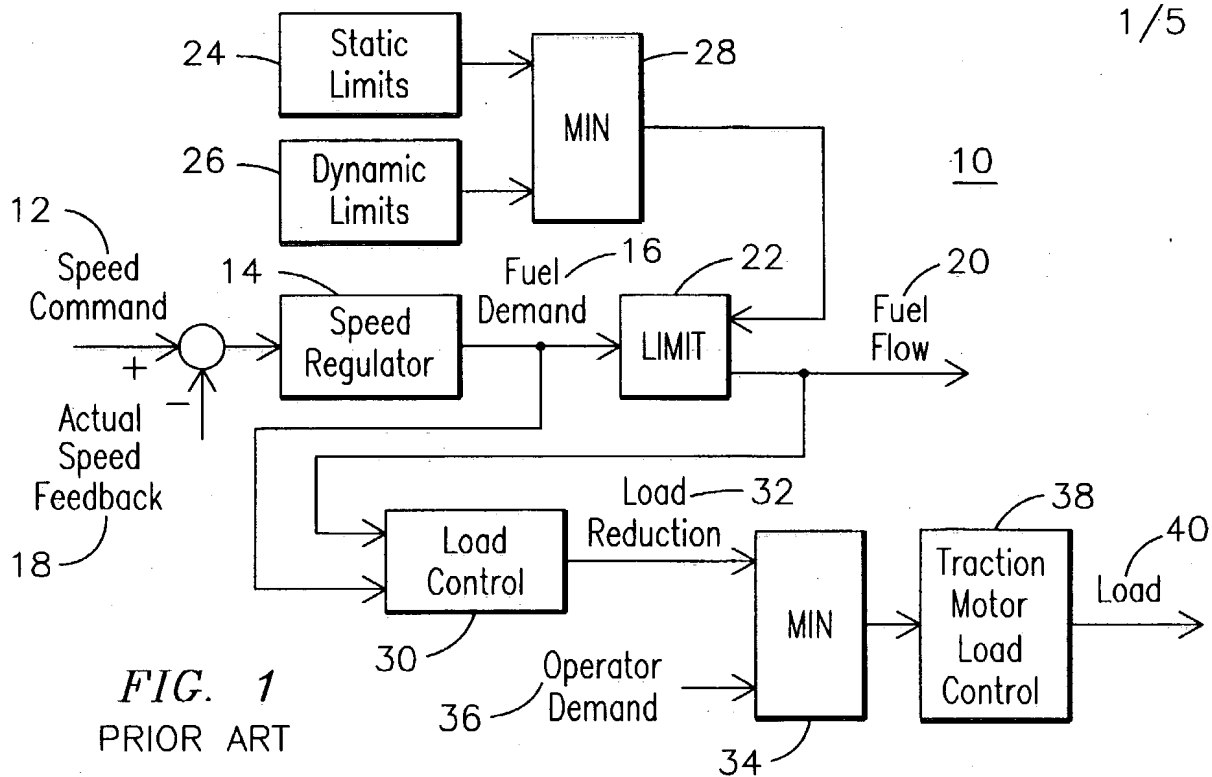 1/5
24
Static
Limits
28
MIN
10
26
Dynamic
Limits
12
Speed
Command
14
Speed
Regulator
Fuel
Demand
16
22
LIMIT
20
Fuel
Flow
+
−
Actual
Speed
Feedback
18
Load
Control
30
Load
Reduction
32
Operator
Demand
36
MIN
34
38
Traction
Motor
Load
Control
Load
40
FIG. 1
PRIOR ART